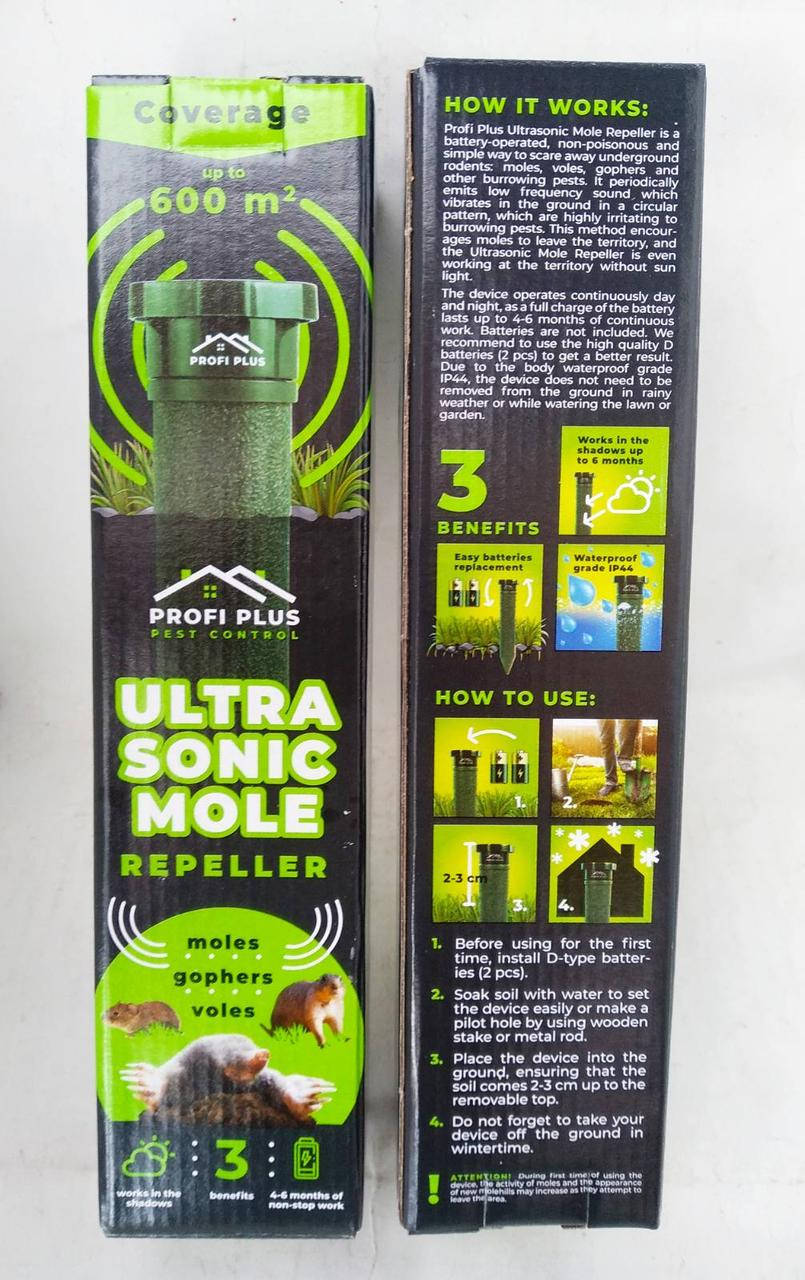 Coverage
up to
600 m²
PROFI PLUS
PROFI PLUS
PEST CONTROL
ULTRA
SONIC
MOLE
REPELLER
moles
gophers
voles
works in the
shadows
3
benefits
4-6 months of
non-stop work
HOW IT WORKS:
Profi Plus Ultrasonic Mole Repeller is a
battery-operated, non-poisonous and
simple way to scare away underground
rodents: moles, voles, gophers and
other burrowing pests. It periodically
emits low frequency sound which
vibrates in the ground in a circular
pattern, which are highly irritating to
burrowing pests. This method encour-
ages moles to leave the territory, and
the Ultrasonic Mole Repeller is even
working at the territory without sun
light.
The device operates continuously day
and night, as a full charge of the battery
lasts up to 4-6 months of continuous
work. Batteries are not included. We
recommend to use the high quality D
batteries (2 pcs) to get a better result.
Due to the body waterproof grade
IP44, the device does not need to be
removed from the ground in rainy
weather or while watering the lawn or
garden.
3
BENEFITS
Works in the
shadows up
to 6 months
Easy batteries
replacement
Waterproof
grade IP44
HOW TO USE:
1.
2.
2-3 cm
3.
4.
1. Before using for the first
time, install D-type batter-
ies (2 pcs).
2. Soak soil with water to set
the device easily or make a
pilot hole by using wooden
stake or metal rod.
3. Place the device into the
ground, ensuring that the
soil comes 2-3 cm up to the
removable top.
4. Do not forget to take your
device off the ground in
wintertime.
! ATTENTION! During first time of using the
device, the activity of moles and the appearance
of new molehills may increase as they attempt to
leave the area.